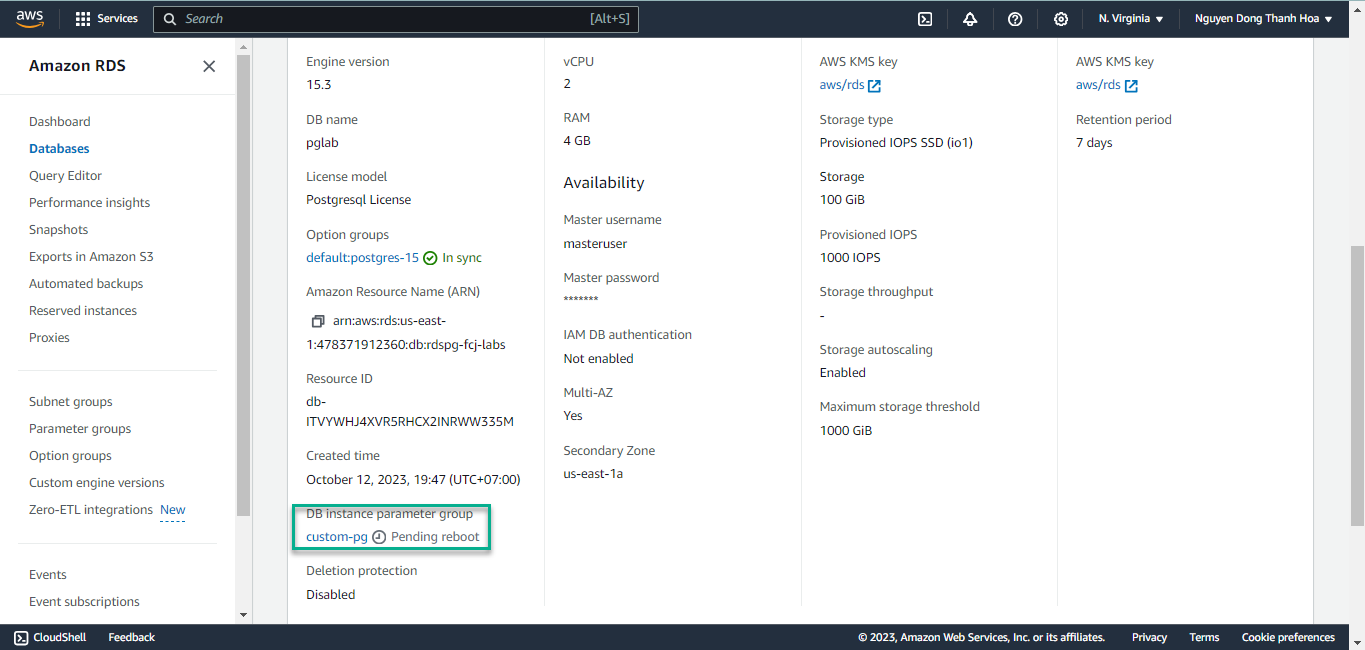 aws
Services
Search
[Alt+S]
N. Virginia
Nguyen Dong Thanh Hoa
Amazon RDS
Dashboard
Databases
Query Editor
Performance insights
Snapshots
Exports in Amazon S3
Automated backups
Reserved instances
Proxies
Subnet groups
Parameter groups
Option groups
Custom engine versions
Zero-ETL integrations New
Events
Event subscriptions
Engine version
15.3
DB name
pglab
License model
Postgresql License
Option groups
default:postgres-15 In sync
Amazon Resource Name (ARN)
arn:aws:rds:us-east-
1:478371912360:db:rdspg-fcj-labs
Resource ID
db-
ITVYWHJ4XVR5RHCX2INRWW335M
Created time
October 12, 2023, 19:47 (UTC+07:00)
DB instance parameter group
custom-pg Pending reboot
Deletion protection
Disabled
vCPU
2
RAM
4 GB
Availability
Master username
masteruser
Master password
*******
IAM DB authentication
Not enabled
Multi-AZ
Yes
Secondary Zone
us-east-1a
AWS KMS key
aws/rds
Storage type
Provisioned IOPS SSD (io1)
Storage
100 GiB
Provisioned IOPS
1000 IOPS
Storage throughput
-
Storage autoscaling
Enabled
Maximum storage threshold
1000 GiB
AWS KMS key
aws/rds
Retention period
7 days
CloudShell
Feedback
© 2023, Amazon Web Services, Inc. or its affiliates.
Privacy
Terms
Cookie preferences